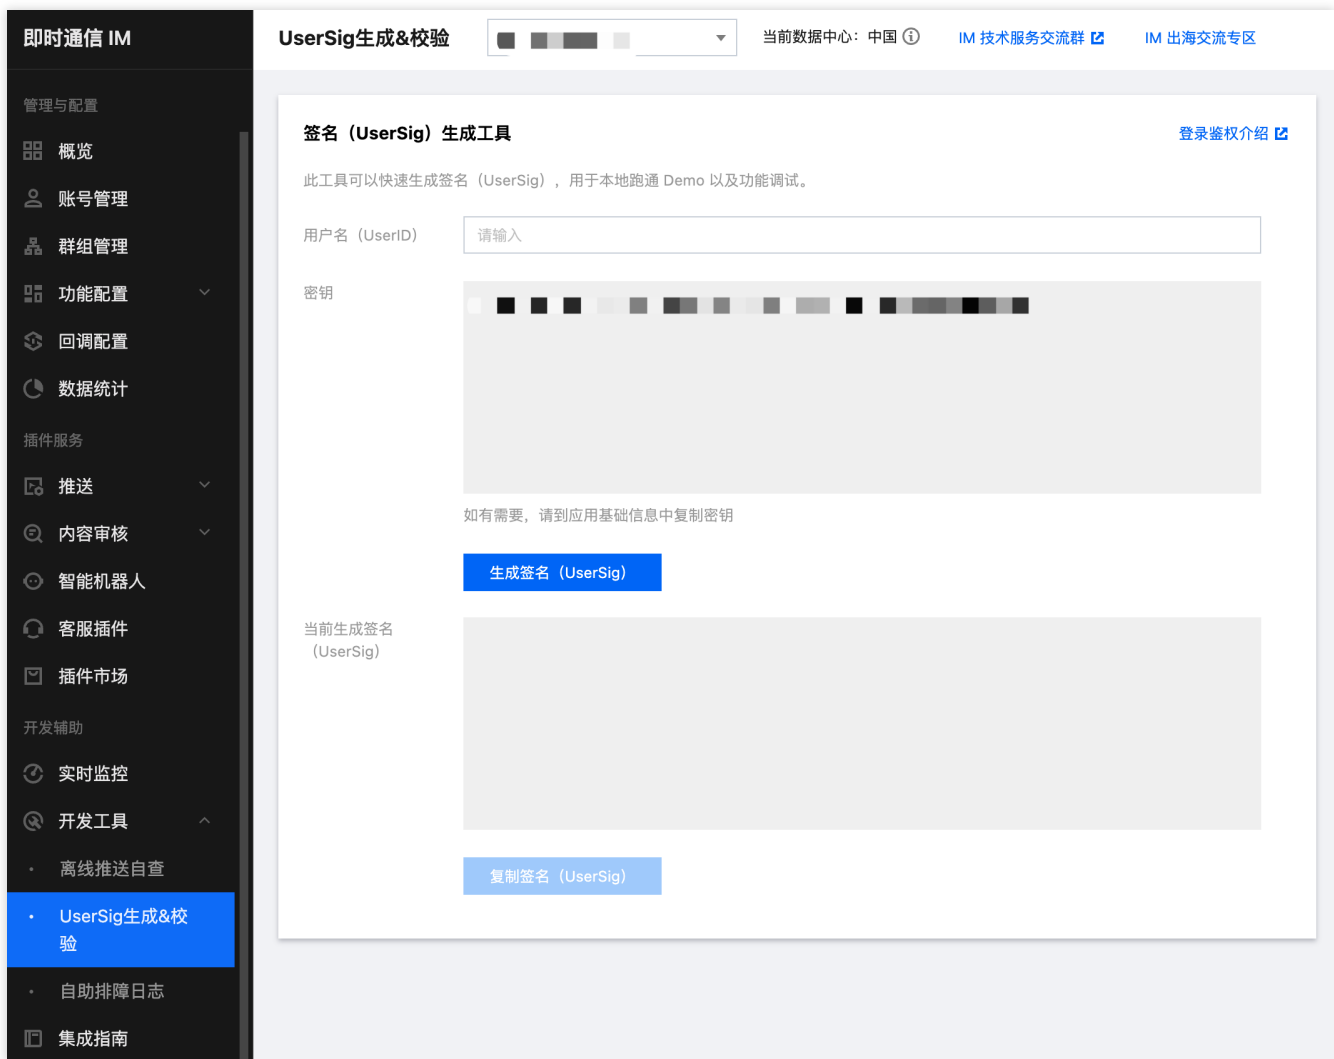 即时通信 IM
管理与配置
概览
账号管理
群组管理
功能配置
回调配置
数据统计
插件服务
推送
内容审核
智能机器人
客服插件
插件市场
开发辅助
实时监控
开发工具
离线推送自查
UserSig生成&校
验
自助排障日志
集成指南
UserSig生成&校验
当前数据中心：中国
IM 技术服务交流群
IM 出海交流专区
签名（UserSig）生成工具
登录鉴权介绍
此工具可以快速生成签名（UserSig），用于本地跑通 Demo 以及功能调试。
用户名（UserID）
请输入
密钥
如有需要，请到应用基础信息中复制密钥
生成签名（UserSig）
当前生成签名
（UserSig）
复制签名（UserSig）